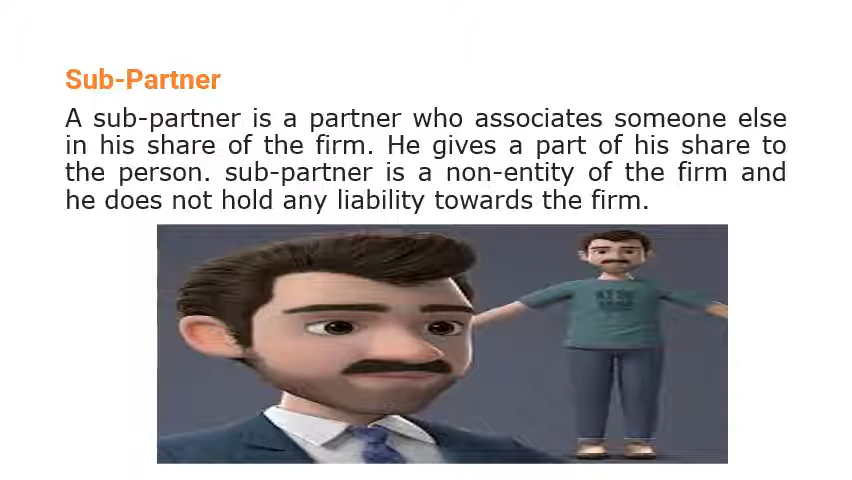 Sub-Partner
A sub-partner is a partner who associates someone else
in his share of the firm. He gives a part of his share to
the person. sub-partner is a non-entity of the firm and
he does not hold any liability towards the firm.